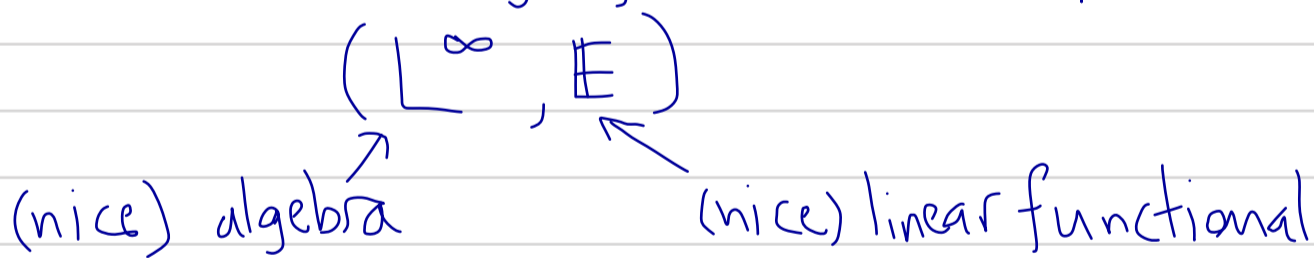 (L^∞, 𝔼)
(nice) algebra (nice) linear functional